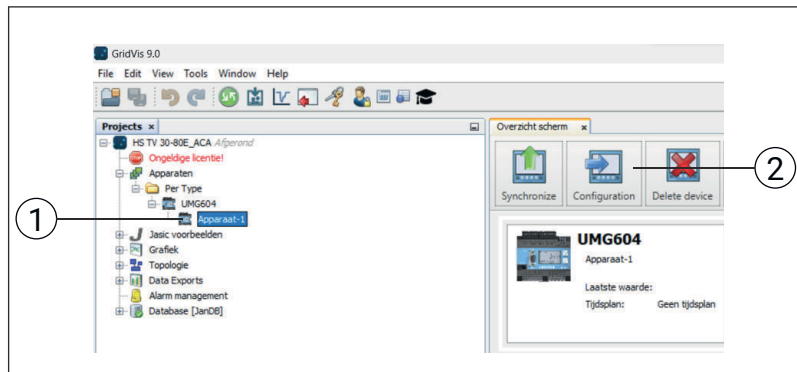 GridVis 9.0
File Edit View Tools Window Help
Projects x
HS TV 30-80E_ACA Afgerond
Ongeldige licentie!
Apparaten
Per Type
UMG604
Apparaat-1
Jasic voorbeelden
Grafiek
Topologie
Data Exports
Alarm management
Database [JanDB]
1
Overzicht scherm x
Synchronize Configuration Delete device
2
UMG604
Apparaat-1
Laatste waarde:
Tijdsplan: Geen tijdsplan